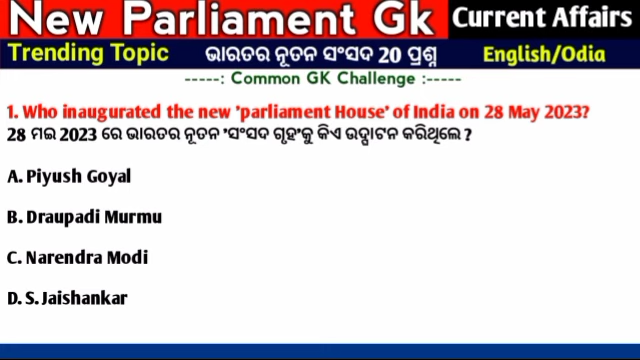 New Parliament Gk Current Affairs
Trending Topic ଭାରତର ନୂତନ ସଂସଦ 20 ପ୍ରଶ୍ନ English/Odia
-----: Common GK Challenge :-----
1. Who inaugurated the new 'parliament House' of India on 28 May 2023?
28 ମଇ 2023 ରେ ଭାରତର ନୂତନ 'ସଂସଦ ଗୃହ'କୁ କିଏ ଉଦ୍ଘାଟନ କରିଥିଲେ ?
A. Piyush Goyal
B. Draupadi Murmu
C. Narendra Modi
D. S. Jaishankar